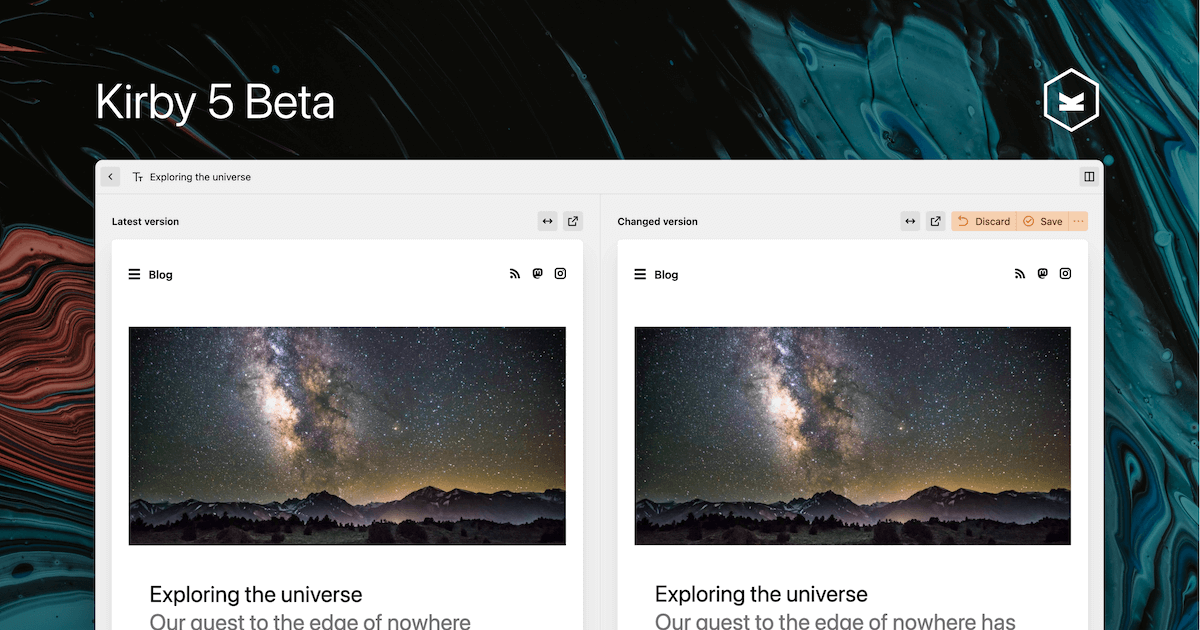 Kirby 5 Beta
Exploring the universe
Latest version
Changed version
Discard
Save
Blog
Blog
Exploring the universe
Our quest to the edge of nowhere
Exploring the universe
Our quest to the edge of nowhere has